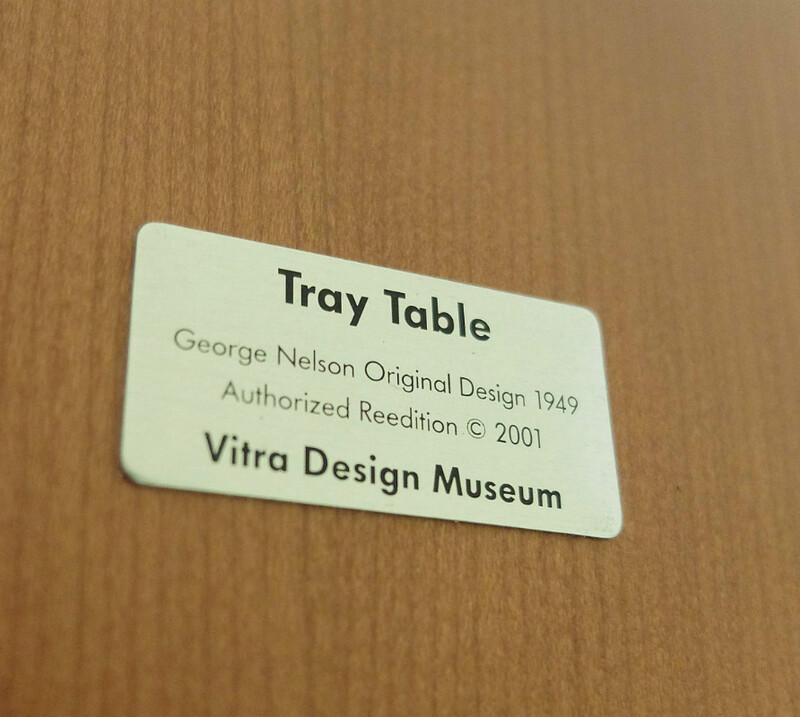 Tray Table
George Nelson Original Design 1949
Authorized Reedition © 2001
Vitra Design Museum